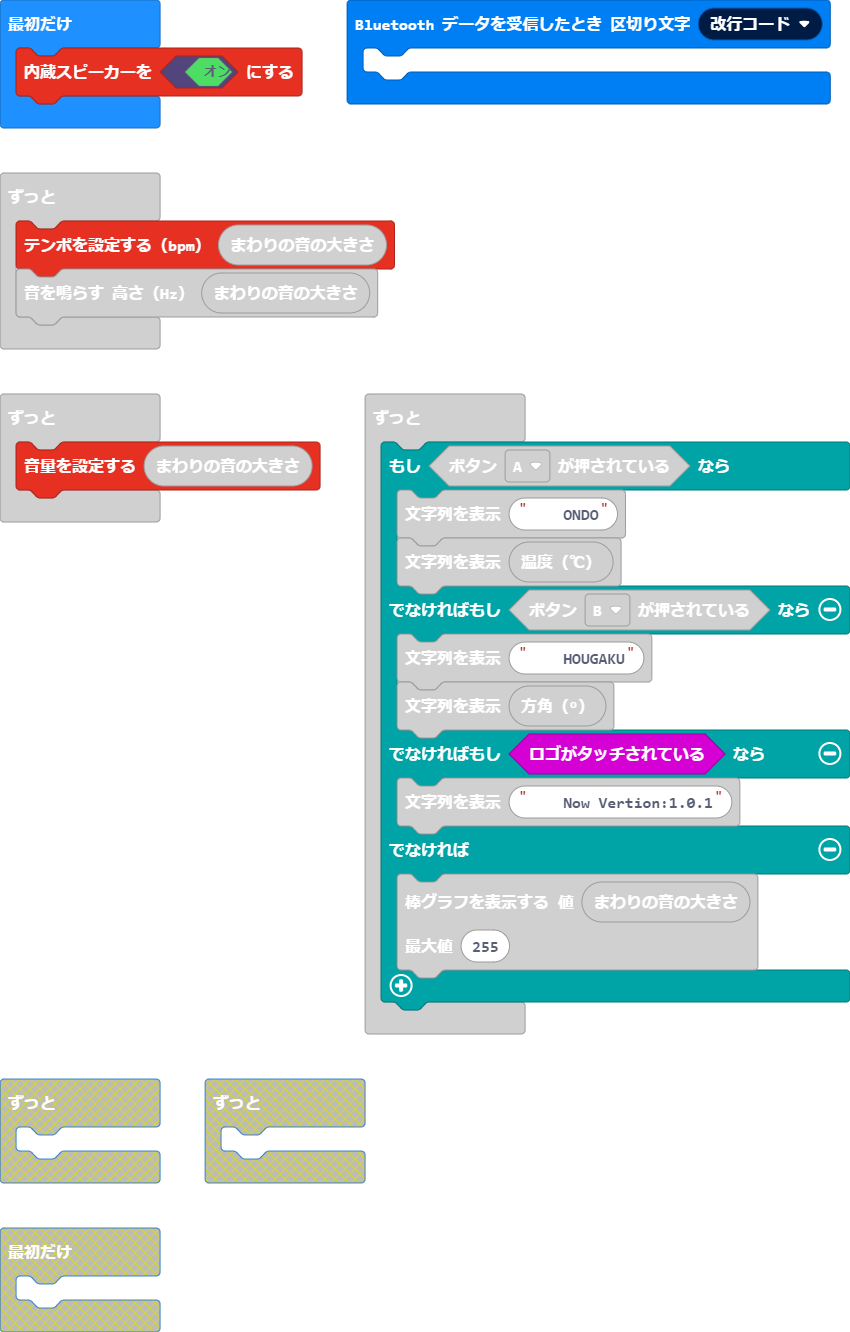 最初だけ
内蔵スピーカーを オン にする
Bluetooth データを受信したとき 区切り文字 改行コード
ずっと
テンポを設定する（bpm） まわりの音の大きさ
音を鳴らす 高さ（Hz） まわりの音の大きさ
ずっと
音量を設定する まわりの音の大きさ
ずっと
もし ボタン A が押されている なら
文字列を表示 " ONDO"
文字列を表示 温度（℃）
でなければもし ボタン B が押されている なら
文字列を表示 " HOUGAKU"
文字列を表示 方角（°）
でなければもし ロゴがタッチされている なら
文字列を表示 " Now Vertion:1.0.1"
でなければ
棒グラフを表示する 値 まわりの音の大きさ
最大値 255
ずっと
ずっと
最初だけ